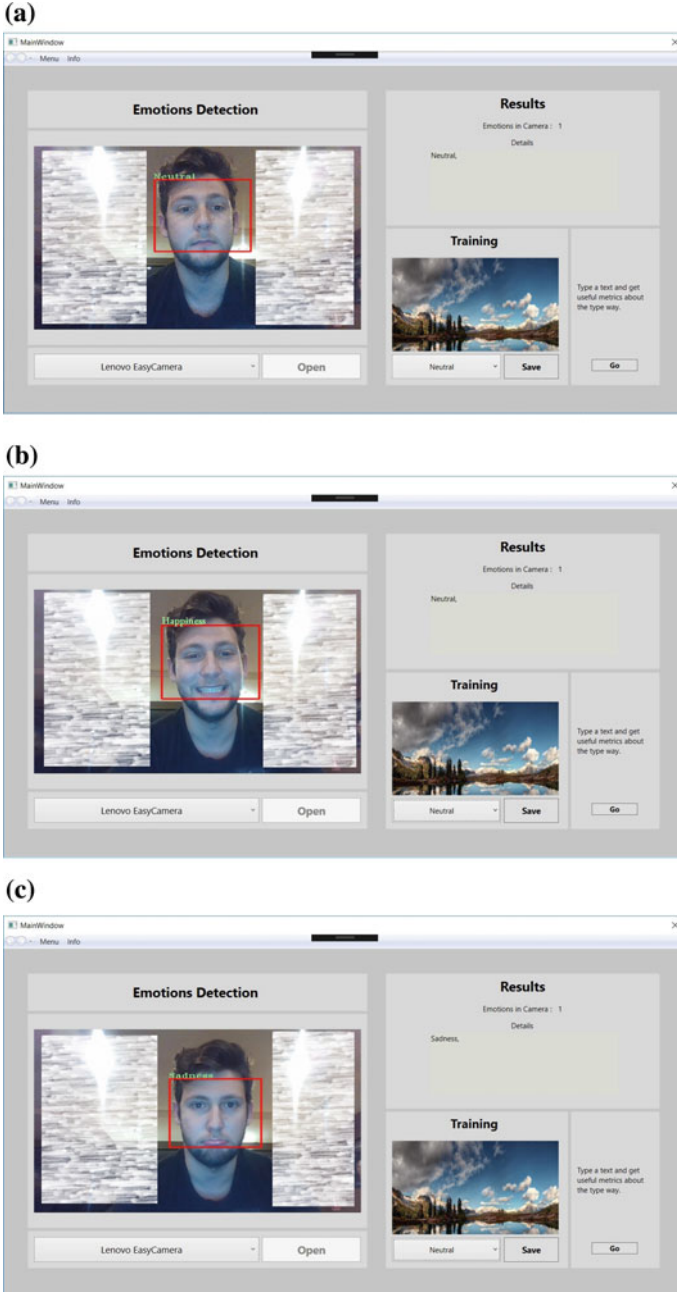 (a)
MainWindow
Menu Info
Emotions Detection
Neutral
Lenovo EasyCamera
Open
Results
Emotions in Camera : 1
Details
Neutral,
Training
Neutral
Save
Type a text and get
useful metrics about
the type way.
Go
(b)
MainWindow
Menu Info
Emotions Detection
Happiness
Lenovo EasyCamera
Open
Results
Emotions in Camera : 1
Details
Neutral,
Training
Neutral
Save
Type a text and get
useful metrics about
the type way.
Go
(c)
MainWindow
Menu Info
Emotions Detection
Sadness
Lenovo EasyCamera
Open
Results
Emotions in Camera : 1
Details
Sadness,
Training
Neutral
Save
Type a text and get
useful metrics about
the type way.
Go